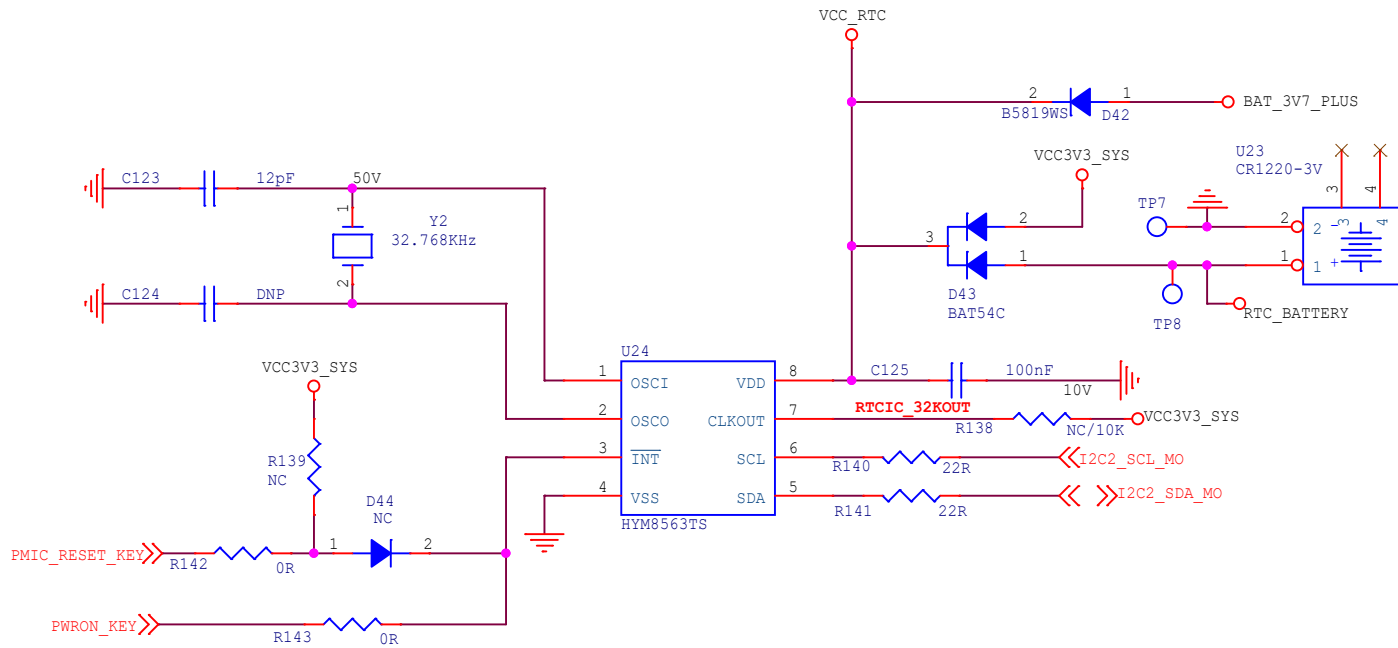 VCC_RTC
2
1
B5819WS
D42
BAT_3V7_PLUS
VCC3V3_SYS
U23
CR1220-3V
3
4
C123
12pF
50V
1
Y2
32.768KHz
2
TP7
2
2
-
3
4
3
2
1
1
1
+
D43
BAT54C
TP8
RTC_BATTERY
C124
DNP
VCC3V3_SYS
U24
1
OSCI
VDD
8
C125
100nF
10V
RTCIC_32KOUT
2
OSCO
CLKOUT
7
R138
NC/10K
VCC3V3_SYS
R139
NC
3
INT
SCL
6
R140
22R
I2C2_SCL_MO
4
VSS
SDA
5
R141
22R
I2C2_SDA_MO
HYM8563TS
D44
NC
PMIC_RESET_KEY
R142
0R
1
2
PWRON_KEY
R143
0R